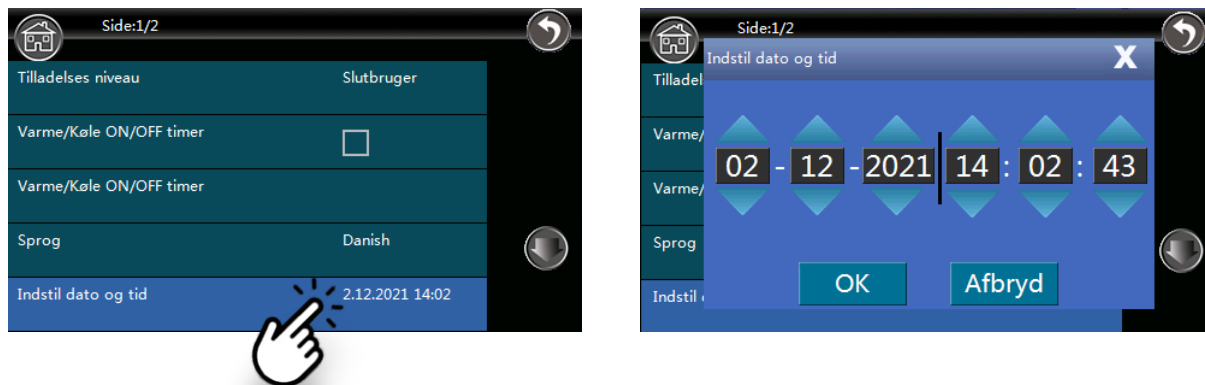 Side:1/2
Tilladelses niveau Slutbruger
Varme/Køle ON/OFF timer
Varme/Køle ON/OFF timer
Sprog Danish
Indstil dato og tid 2.12.2021 14:02
Side:1/2
Indstil dato og tid X
Tilladel
Varme/
02 - 12 - 2021 14 : 02 : 43
Varme/
Sprog
OK Afbryd
Indstil